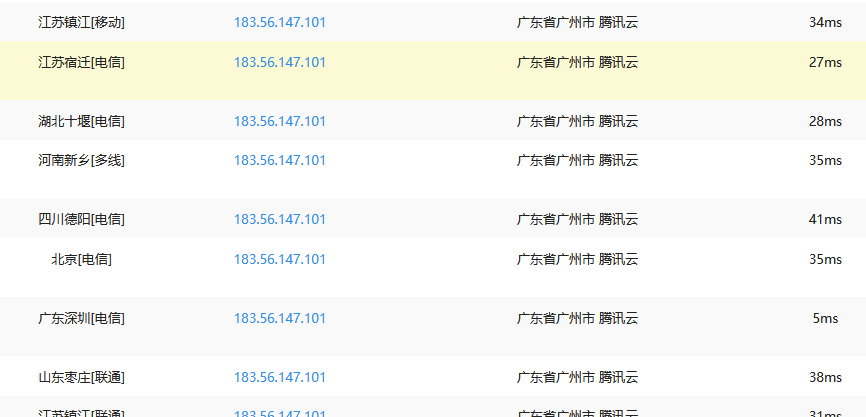 江苏镇江[移动] 183.56.147.101 广东省广州市 腾讯云 34ms
江苏宿迁[电信] 183.56.147.101 广东省广州市 腾讯云 27ms
湖北十堰[电信] 183.56.147.101 广东省广州市 腾讯云 28ms
河南新乡[多线] 183.56.147.101 广东省广州市 腾讯云 35ms
四川德阳[电信] 183.56.147.101 广东省广州市 腾讯云 41ms
北京[电信] 183.56.147.101 广东省广州市 腾讯云 35ms
广东深圳[电信] 183.56.147.101 广东省广州市 腾讯云 5ms
山东枣庄[联通] 183.56.147.101 广东省广州市 腾讯云 38ms
江苏镇江[联通] 183.56.147.101 广东省广州市 腾讯云 31ms